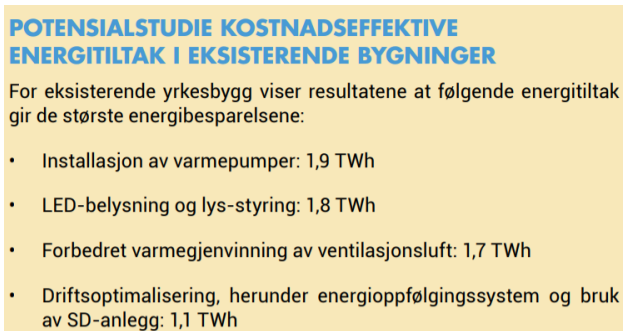 POTENSIALSTUDIE KOSTNADSEFFEKTIVE
ENERGITILTAK I EKSISTERENDE BYGNINGER
For eksisterende yrkesbygg viser resultatene at følgende energitiltak
gir de største energibesparelsene:
• Installasjon av varmepumper: 1,9 TWh
• LED-belysning og lys-styring: 1,8 TWh
• Forbedret varmegjenvinning av ventilasjonsluft: 1,7 TWh
• Driftsoptimalisering, herunder energioppfølgingssystem og bruk
av SD-anlegg: 1,1 TWh